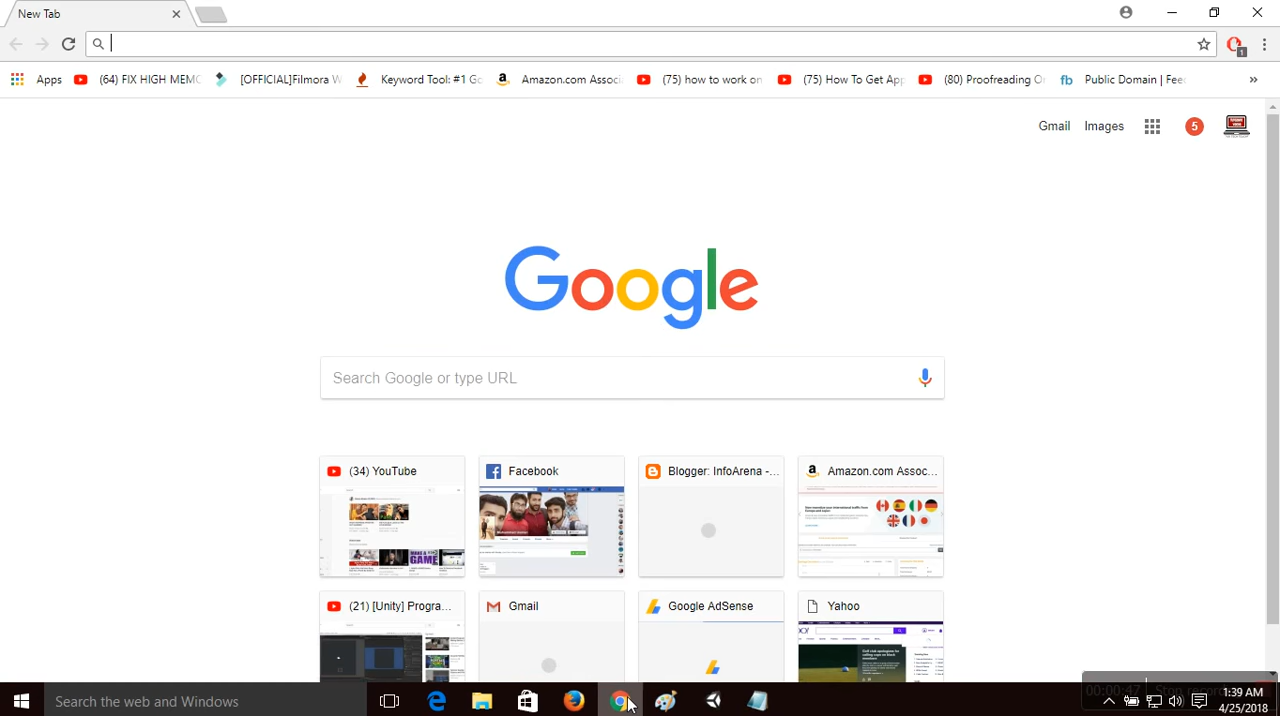 New Tab
Apps (64) FIX HIGH MEMO [OFFICIAL]Filmora W Keyword Tool: #1 Go Amazon.com Associ (75) how to work on (75) How To Get App (80) Proofreading On fb Public Domain | Fee »
Gmail Images 5
Google
Search Google or type URL
(34) YouTube Facebook Blogger: InfoArena -... Amazon.com Assoc...
(21) [Unity] Progra... Gmail Google AdSense Yahoo
Search the web and Windows
1:39 AM
4/25/2018